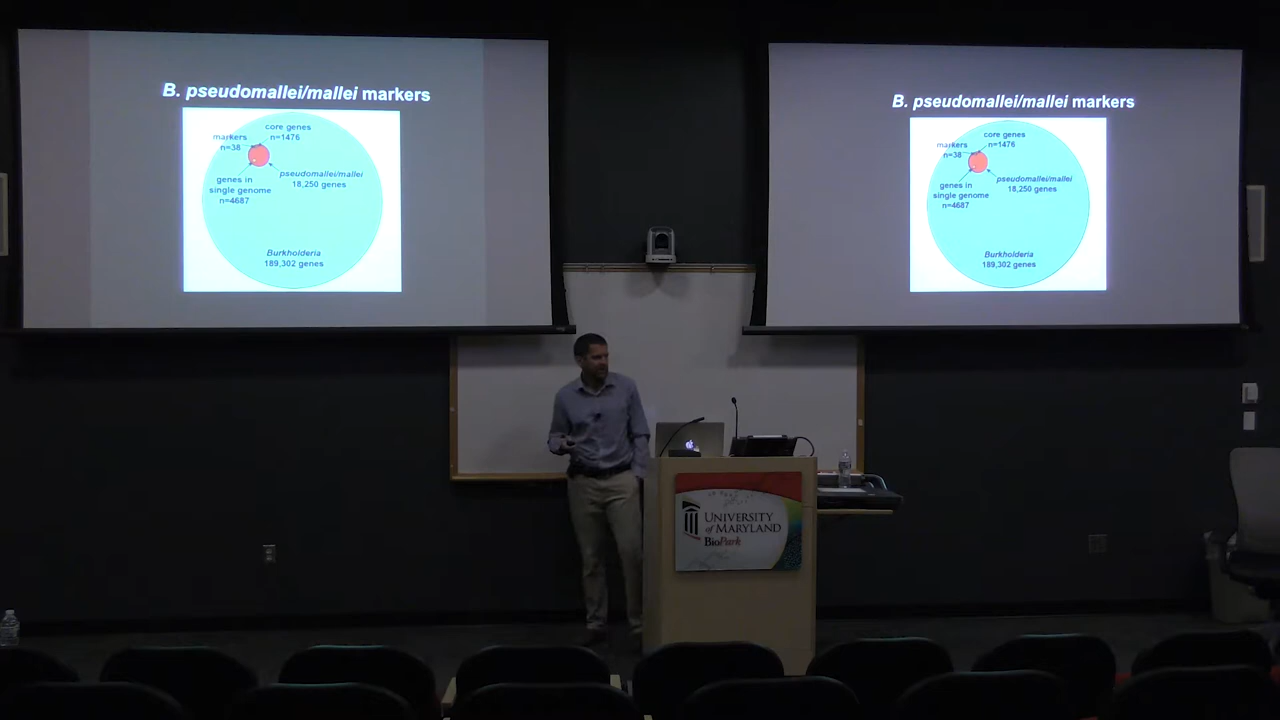 B. pseudomallei/mallei markers
core genes
n=1476
markers
n=38
pseudomallei/mallei
18,250 genes
genes in
single genome
n=4687
Burkholderia
189,302 genes
B. pseudomallei/mallei markers
core genes
n=1476
markers
n=38
pseudomallei/mallei
18,250 genes
genes in
single genome
n=4687
Burkholderia
189,302 genes
UNIVERSITY
of MARYLAND
BioPark